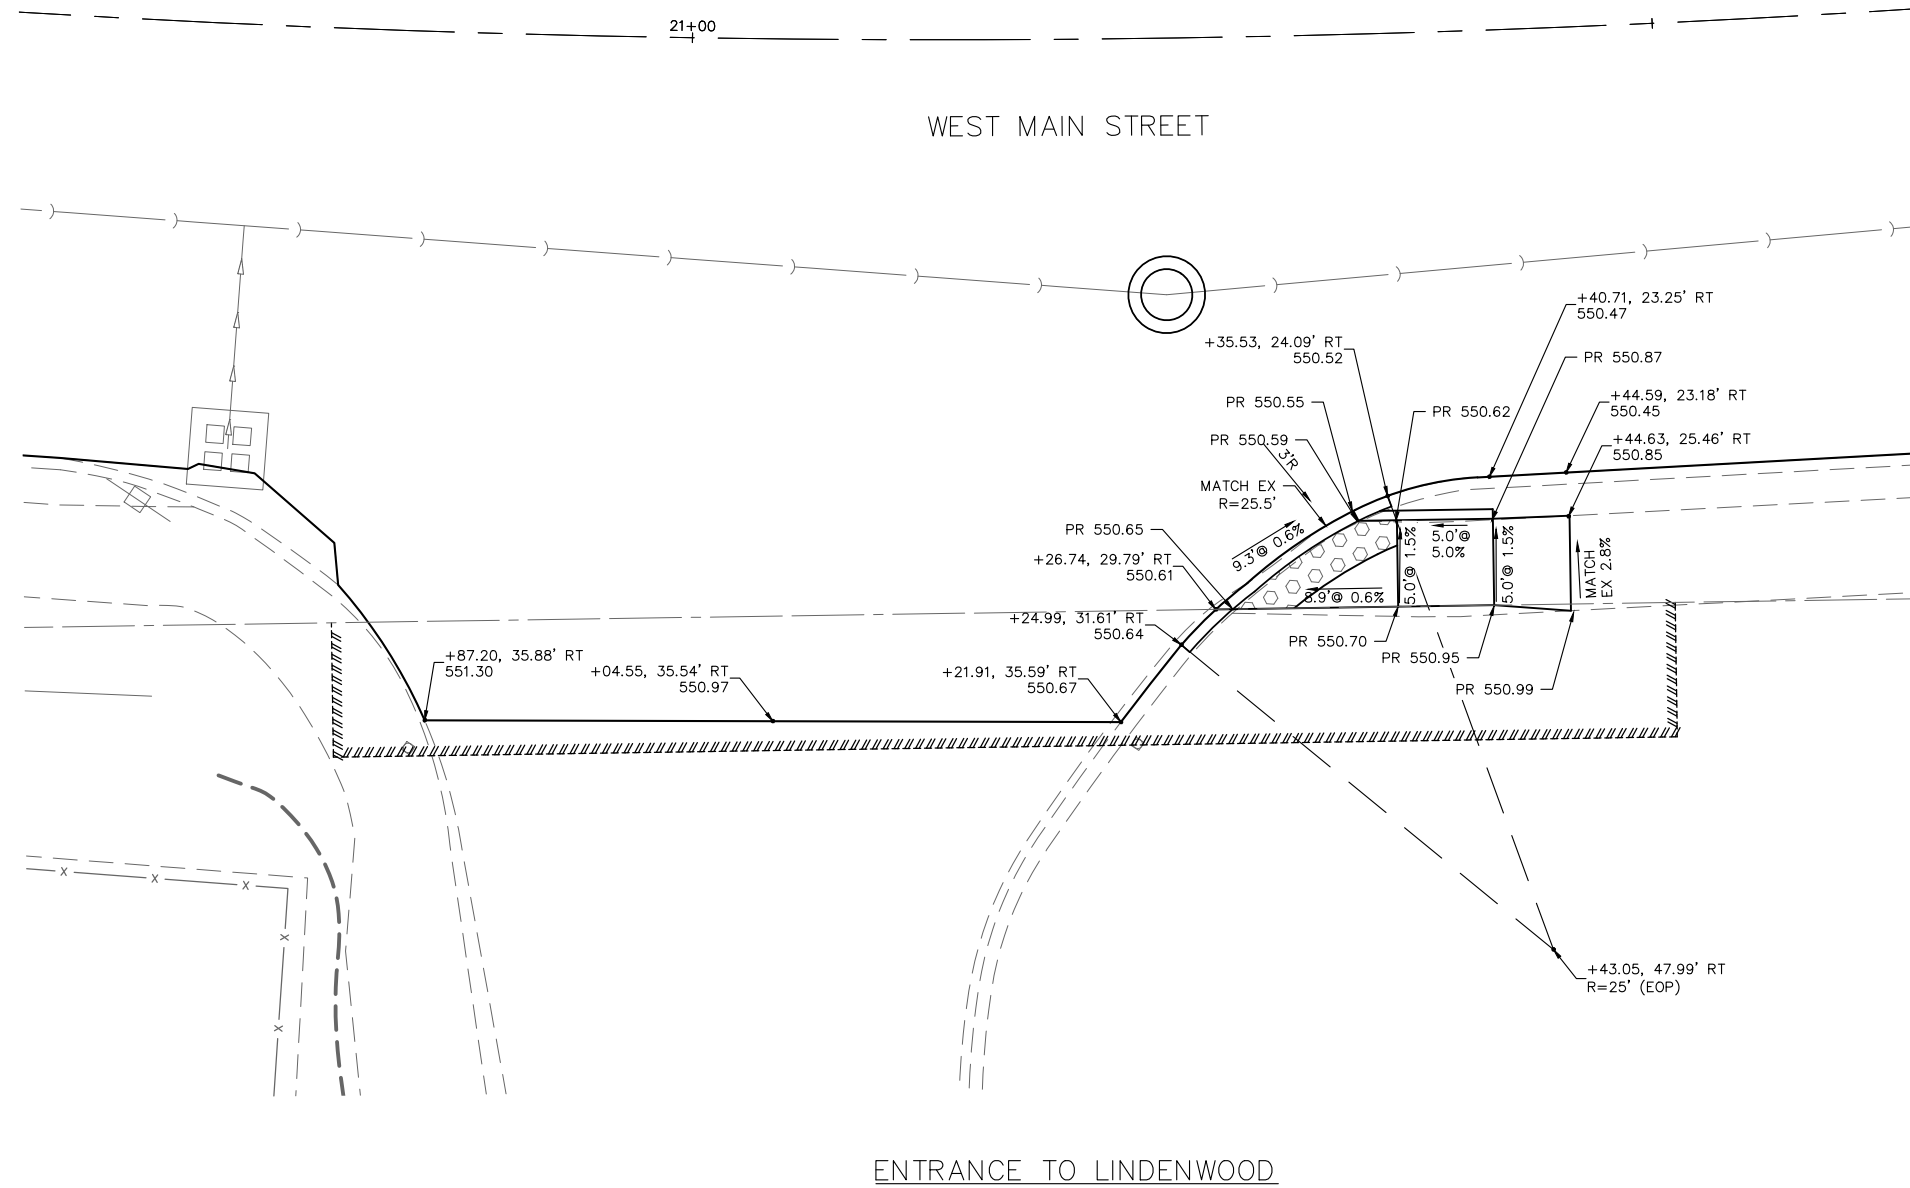 21+00
WEST MAIN STREET
+40.71, 23.25' RT
550.47
+35.53, 24.09' RT
550.52
PR 550.87
PR 550.55
+44.59, 23.18' RT
550.45
PR 550.62
PR 550.59
+44.63, 25.46' RT
550.85
3'R
MATCH EX
R=25.5'
PR 550.65
9.3'@ 0.6%
5.0'@
5.0%
5.0'@ 1.5%
5.0'@ 1.5%
MATCH
EX 2.8%
+26.74, 29.79' RT
550.61
8.9'@ 0.6%
+24.99, 31.61' RT
550.64
PR 550.70
PR 550.95
PR 550.99
+87.20, 35.88' RT
551.30
+04.55, 35.54' RT
550.97
+21.91, 35.59' RT
550.67
x x x
x
x
+43.05, 47.99' RT
R=25' (EOP)
ENTRANCE TO LINDENWOOD